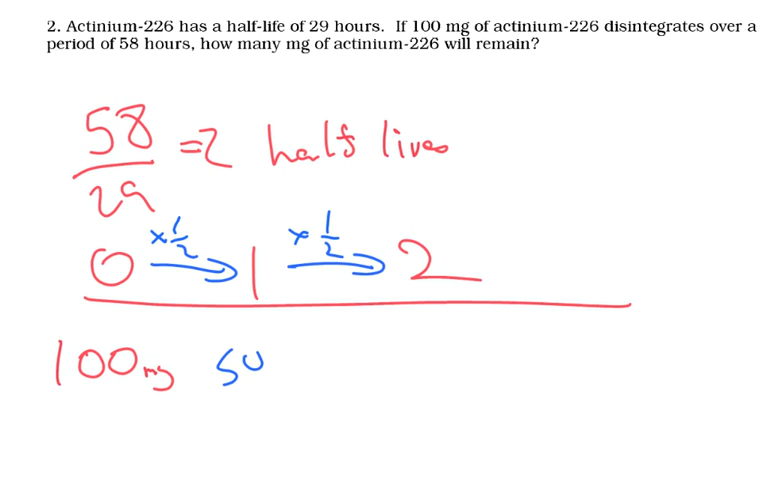 2. Actinium-226 has a half-life of 29 hours. If 100 mg of actinium-226 disintegrates over a
period of 58 hours, how many mg of actinium-226 will remain?
58/29 = 2 half lives
0 ×1/2 1 ×1/2 2
100mg 50